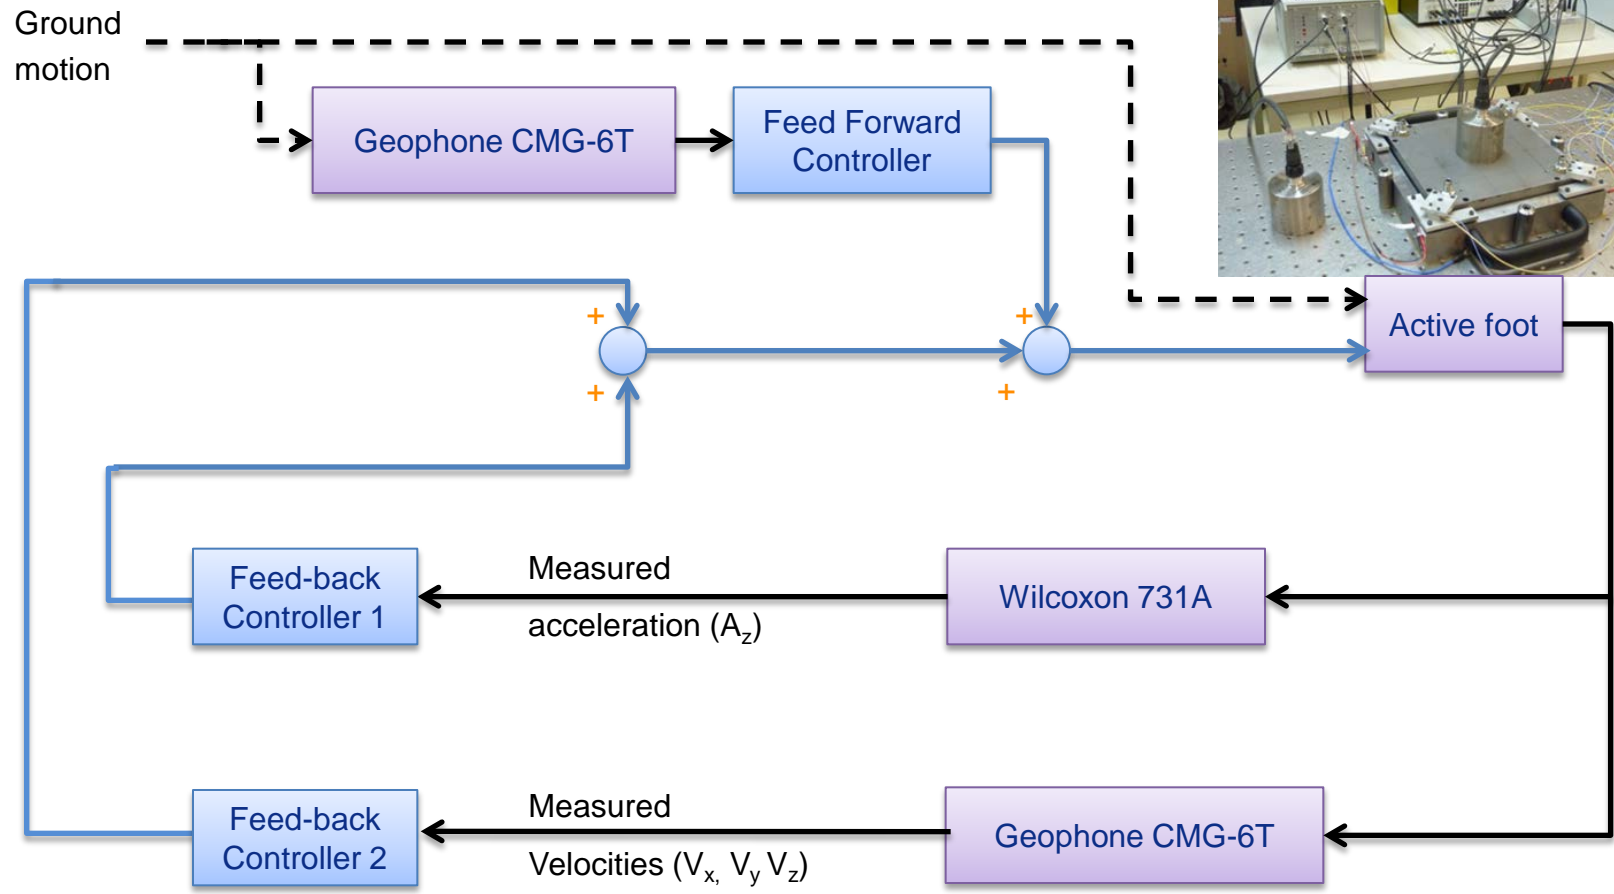 Ground
motion
Geophone CMG-6T
Feed Forward
Controller
+
+
Active foot
+
+
Feed-back
Controller 1
Measured
acceleration (Az)
Wilcoxon 731A
Feed-back
Controller 2
Measured
Velocities (Vx, Vy Vz)
Geophone CMG-6T